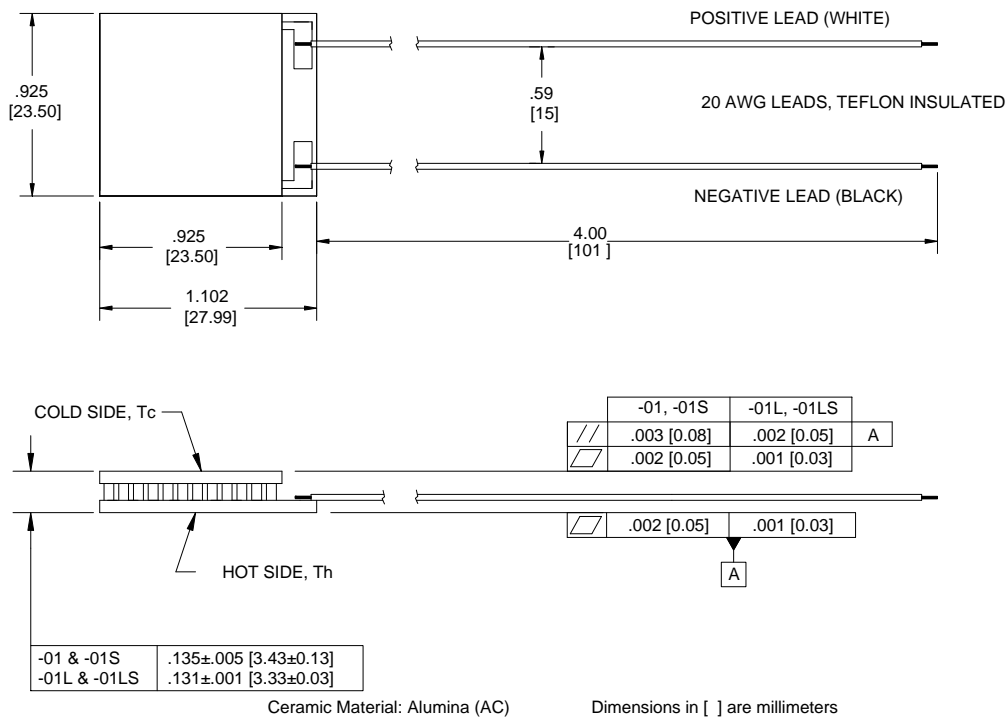 POSITIVE LEAD (WHITE)
.925
[23.50]
.59
[15]
20 AWG LEADS, TEFLON INSULATED
NEGATIVE LEAD (BLACK)
.925
[23.50]
4.00
[101 ]
1.102
[27.99]
COLD SIDE, Tc
-01, -01S -01L, -01LS
// .003 [0.08] .002 [0.05] A
.002 [0.05] .001 [0.03]
.002 [0.05] .001 [0.03]
A
HOT SIDE, Th
-01 & -01S .135±.005 [3.43±0.13]
-01L & -01LS .131±.001 [3.33±0.03]
Ceramic Material: Alumina (AC) Dimensions in [ ] are millimeters